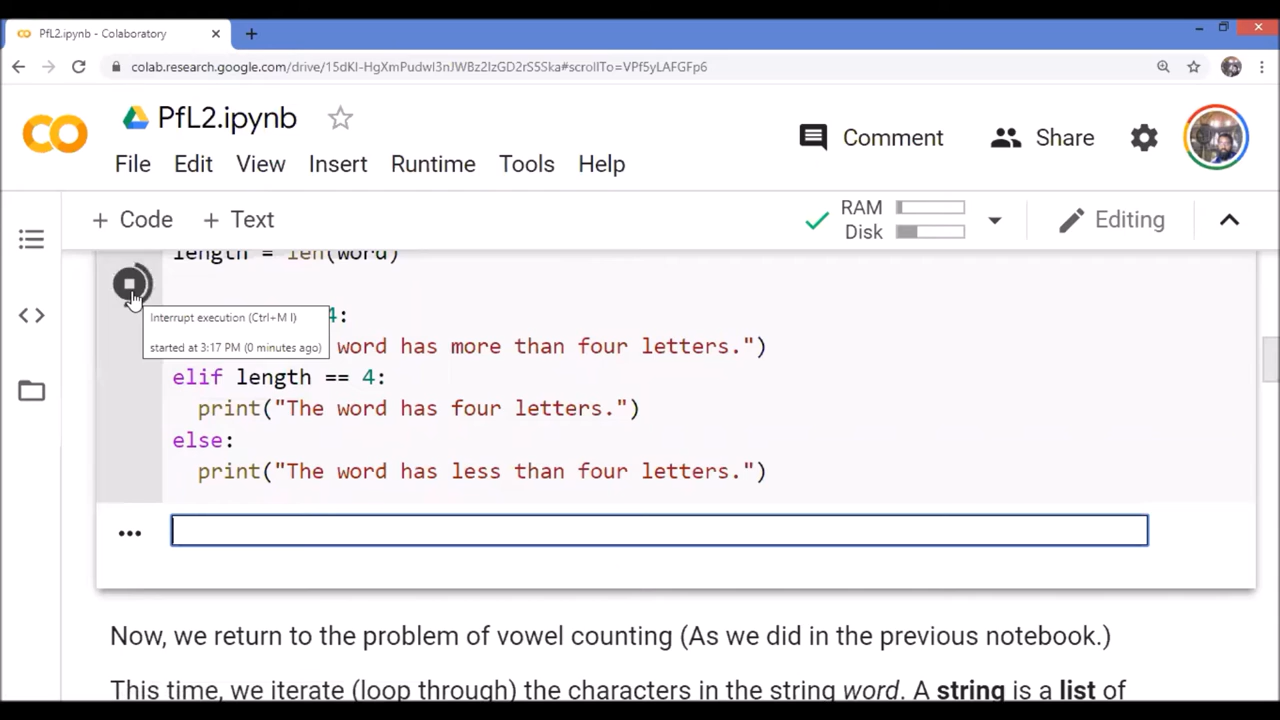 PfL2.ipynb - Colaboratory
colab.research.google.com/drive/15dKI-HgXmPudwI3nJWBz2IzGD2rS5Ska#scrollTo=VPf5yLAFGFp6
PfL2.ipynb
Comment
Share
File Edit View Insert Runtime Tools Help
+ Code + Text
RAM
Disk
Editing
length = len(word)
4:
word has more than four letters.")
Interrupt execution (Ctrl+M I)
started at 3:17 PM (0 minutes ago)
elif length == 4:
print("The word has four letters.")
else:
print("The word has less than four letters.")
Now, we return to the problem of vowel counting (As we did in the previous notebook.)
This time, we iterate (loop through) the characters in the string word. A string is a list of